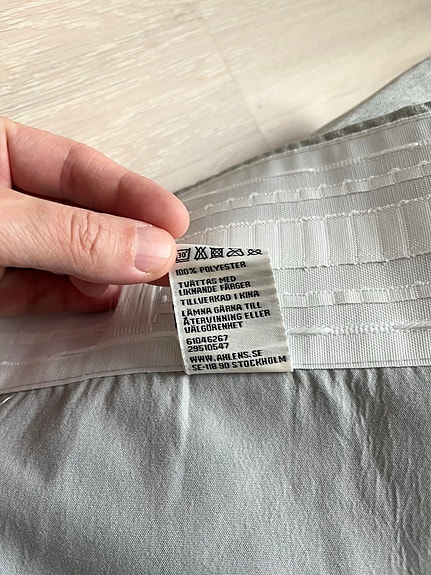 30
100% POLYESTER
TVÄTTAS MED
LIKNANDE FÄRGER
TILLVERKAD I KINA
LÄMNA GÄRNA TILL
ÅTERVINNING ELLER
VÄLGÖRENHET
61046267
29510547
WWW.AHLENS.SE
SE-118 90 STOCKHOLM